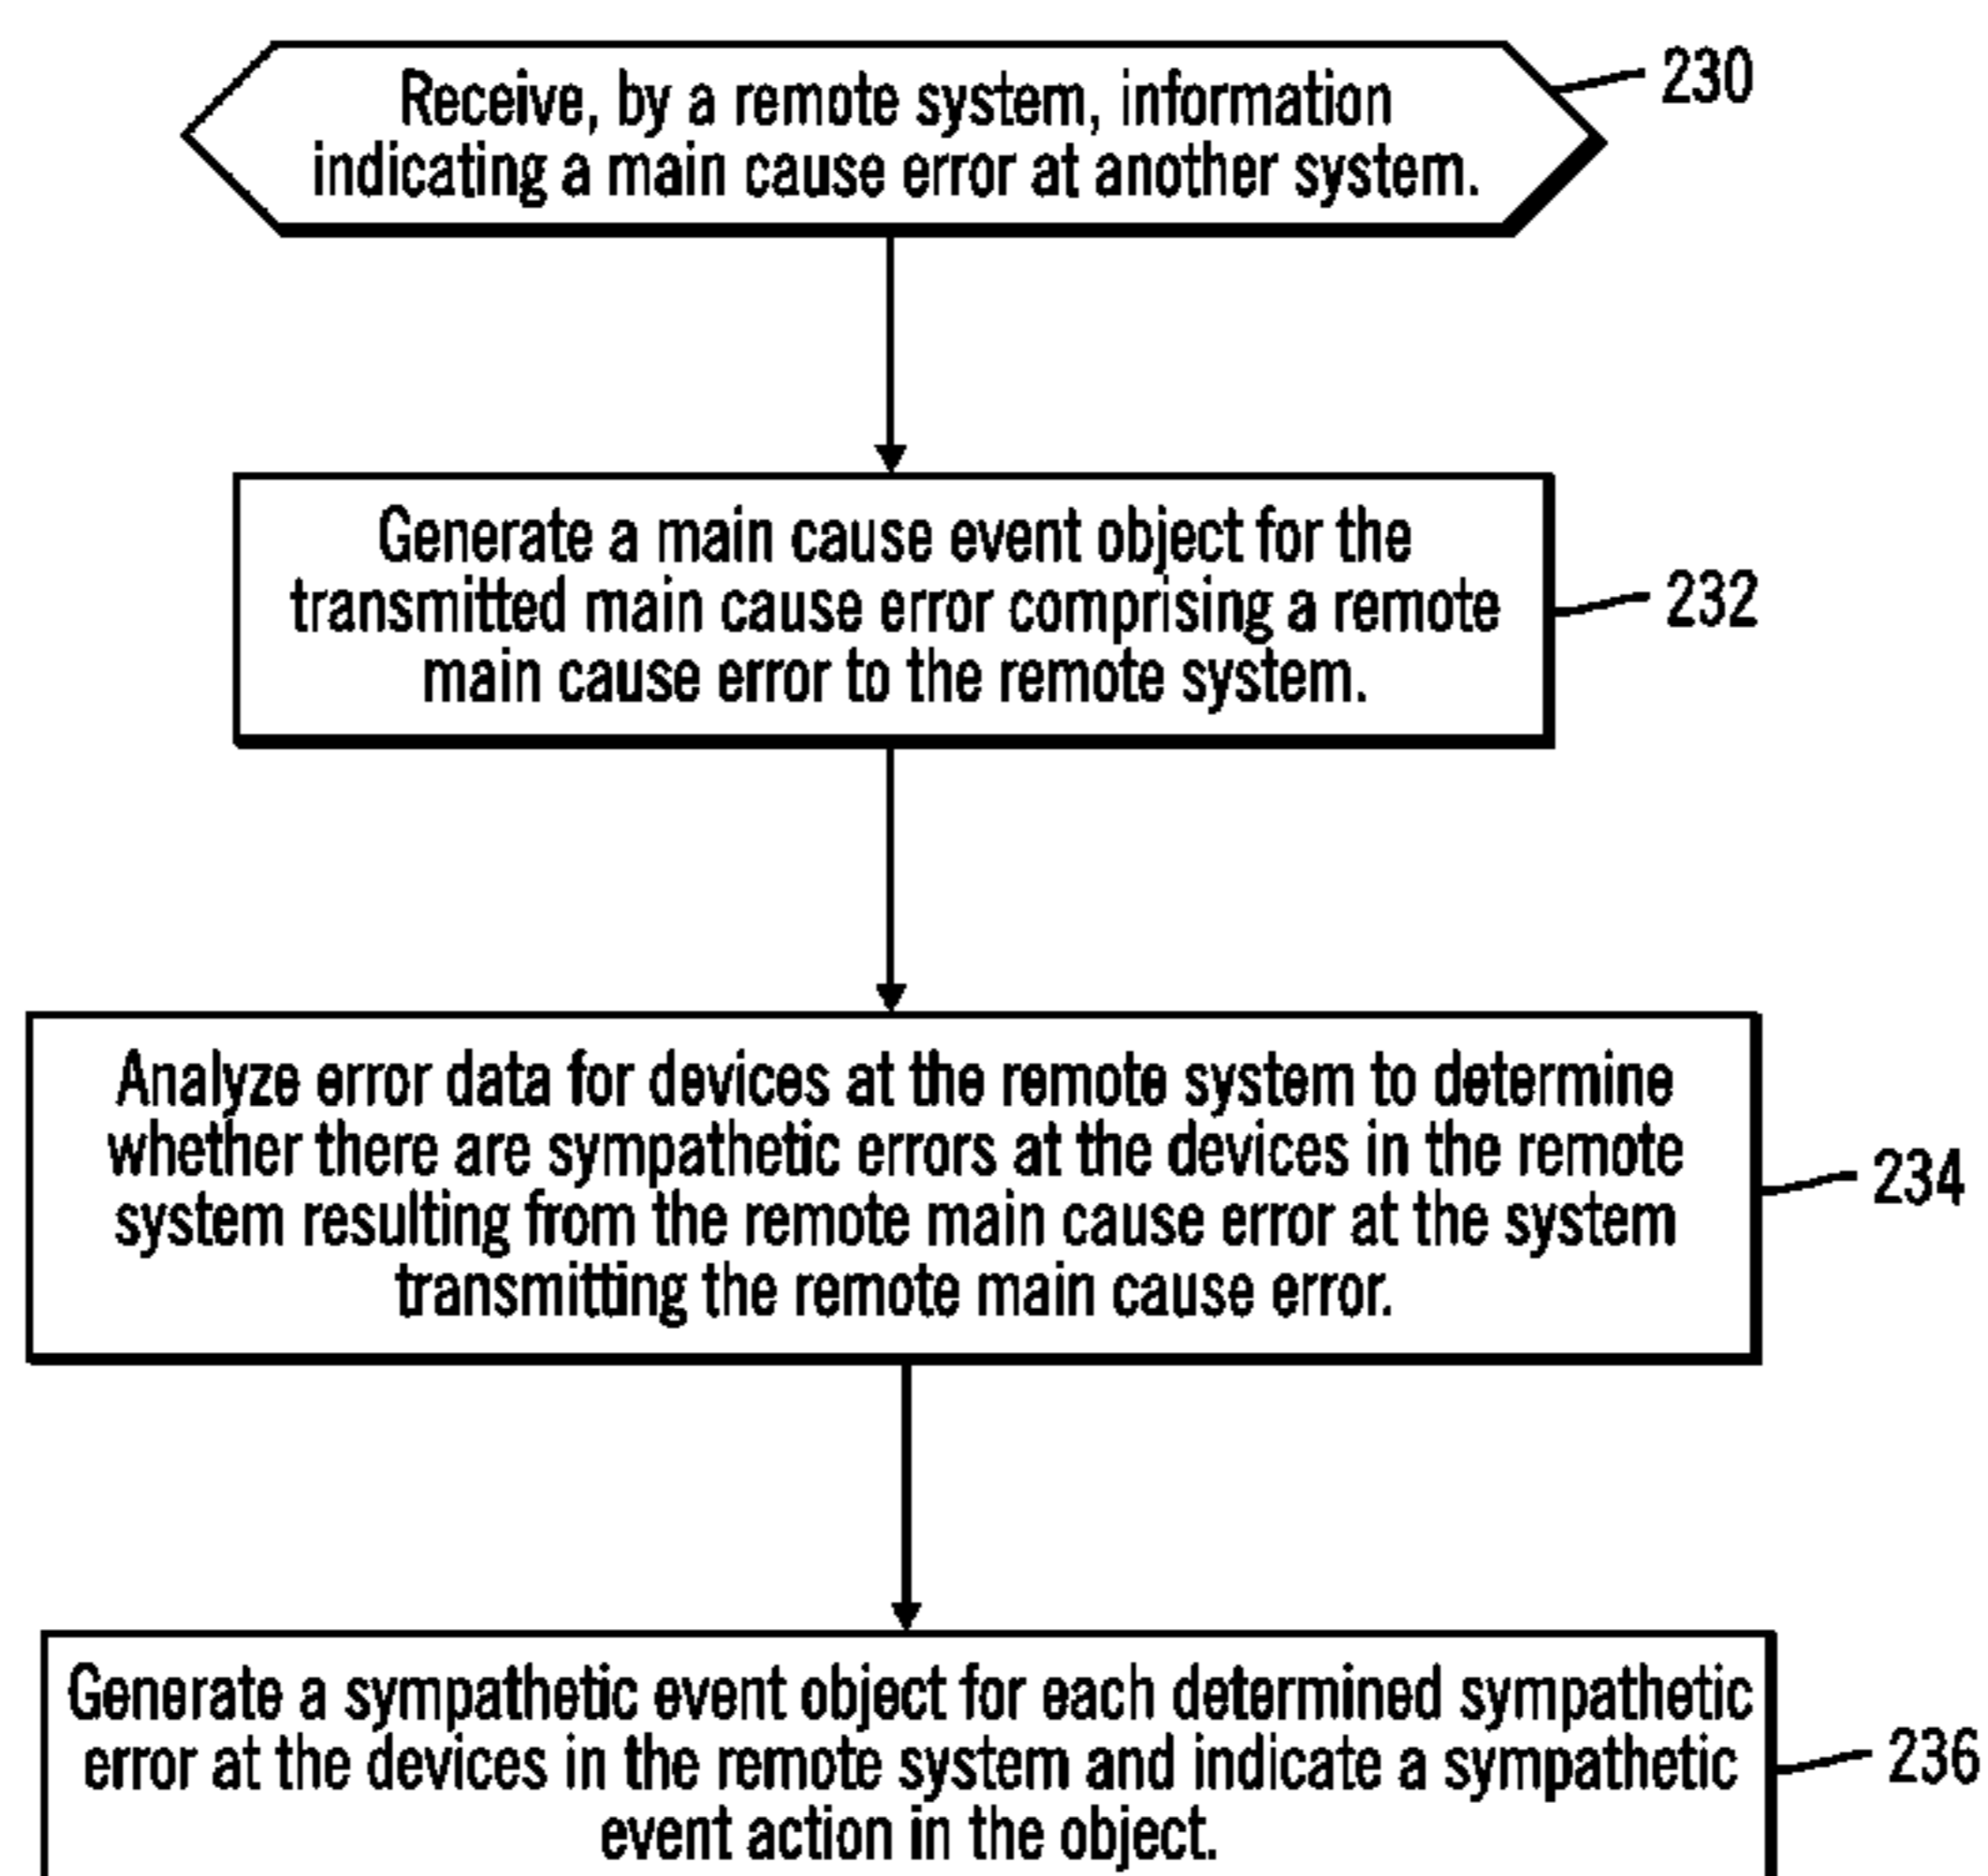 Receive, by a remote system, information
indicating a main cause error at another system.
230
Generate a main cause event object for the
transmitted main cause error comprising a remote
main cause error to the remote system.
232
Analyze error data for devices at the remote system to determine
whether there are sympathetic errors at the devices in the remote
system resulting from the remote main cause error at the system
transmitting the remote main cause error.
234
Generate a sympathetic event object for each determined sympathetic
error at the devices in the remote system and indicate a sympathetic
event action in the object.
236